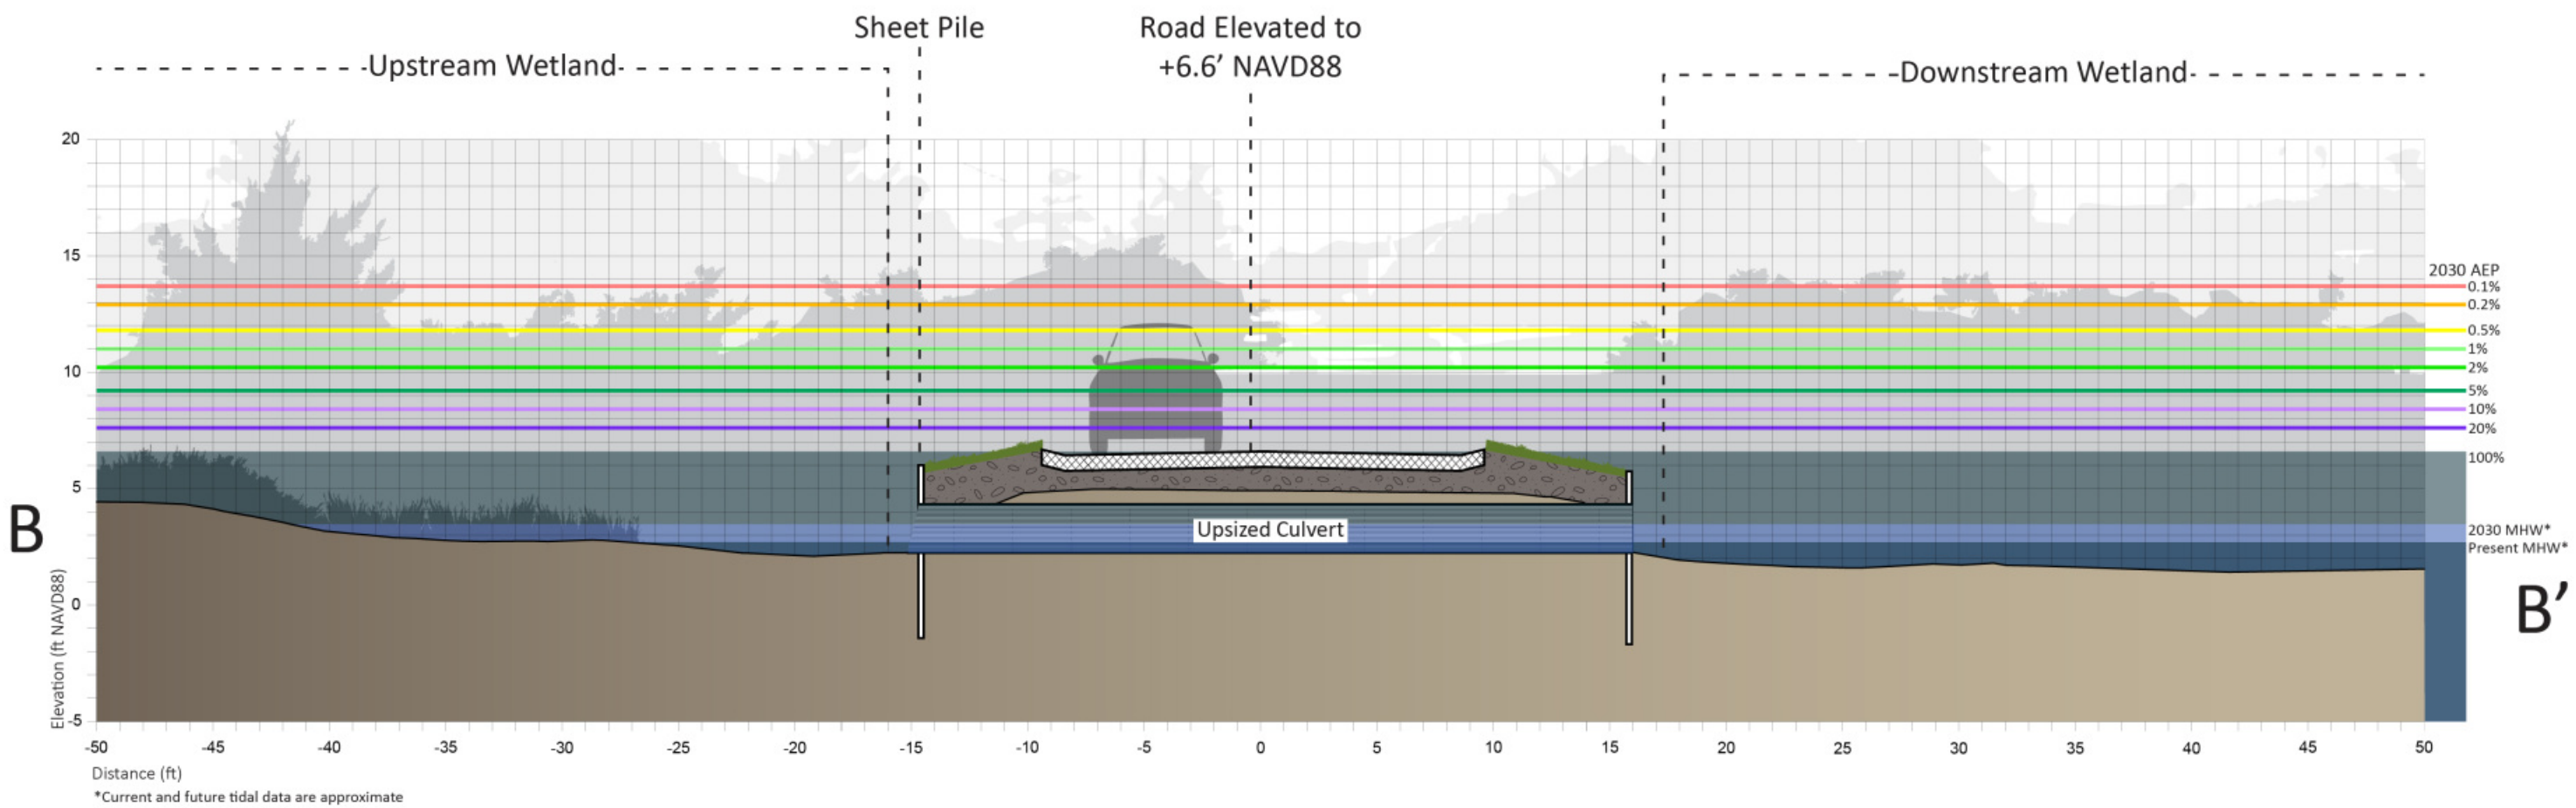 Sheet Pile
Road Elevated to
+6.6’ NAVD88
Upstream Wetland
Downstream Wetland
20
15
10
5
0
-5
Elevation (ft NAVD88)
2030 AEP
0.1%
0.2%
0.5%
1%
2%
5%
10%
20%
100%
2030 MHW*
Present MHW*
Upsized Culvert
B
B’
-50 -45 -40 -35 -30 -25 -20 -15 -10 -5 0 5 10 15 20 25 30 35 40 45 50
Distance (ft)
*Current and future tidal data are approximate